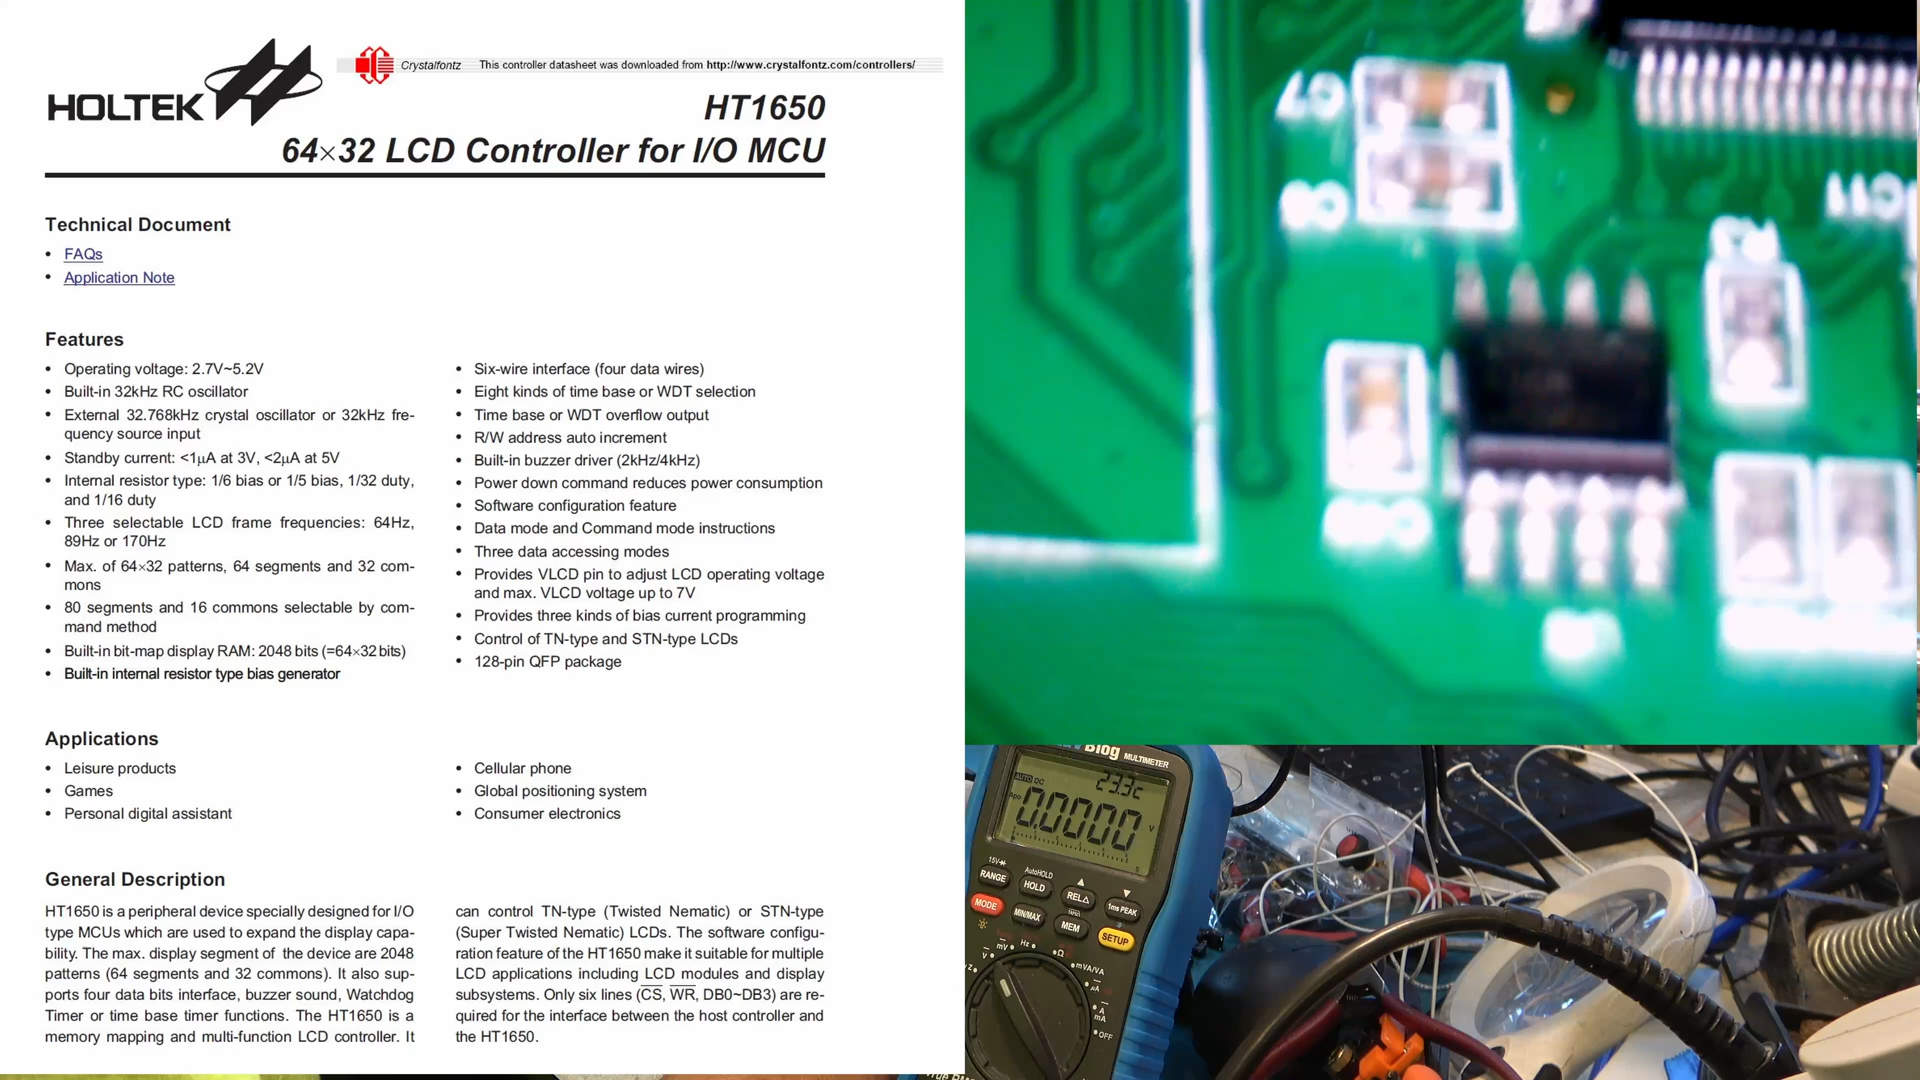 Crystalfontz This controller datasheet was downloaded from http://www.crystalfontz.com/controllers/
HOLTEK
HT1650
64×32 LCD Controller for I/O MCU
Technical Document
• FAQs
• Application Note
Features
• Operating voltage: 2.7V~5.2V
• Built-in 32kHz RC oscillator
• External 32.768kHz crystal oscillator or 32kHz fre-
quency source input
• Standby current: <1μA at 3V, <2μA at 5V
• Internal resistor type: 1/6 bias or 1/5 bias, 1/32 duty,
and 1/16 duty
• Three selectable LCD frame frequencies: 64Hz,
89Hz or 170Hz
• Max. of 64×32 patterns, 64 segments and 32 com-
mons
• 80 segments and 16 commons selectable by com-
mand method
• Built-in bit-map display RAM: 2048 bits (=64×32 bits)
• Built-in internal resistor type bias generator
• Six-wire interface (four data wires)
• Eight kinds of time base or WDT selection
• Time base or WDT overflow output
• R/W address auto increment
• Built-in buzzer driver (2kHz/4kHz)
• Power down command reduces power consumption
• Software configuration feature
• Data mode and Command mode instructions
• Three data accessing modes
• Provides VLCD pin to adjust LCD operating voltage
and max. VLCD voltage up to 7V
• Provides three kinds of bias current programming
• Control of TN-type and STN-type LCDs
• 128-pin QFP package
Applications
• Leisure products
• Games
• Personal digital assistant
• Cellular phone
• Global positioning system
• Consumer electronics
General Description
HT1650 is a peripheral device specially designed for I/O
type MCUs which are used to expand the display capa-
bility. The max. display segment of the device are 2048
patterns (64 segments and 32 commons). It also sup-
ports four data bits interface, buzzer sound, Watchdog
Timer or time base timer functions. The HT1650 is a
memory mapping and multi-function LCD controller. It
can control TN-type (Twisted Nematic) or STN-type
(Super Twisted Nematic) LCDs. The software configu-
ration feature of the HT1650 make it suitable for multiple
LCD applications including LCD modules and display
subsystems. Only six lines (CS, WR, DB0~DB3) are re-
quired for the interface between the host controller and
the HT1650.
C7
C11
Blog MULTIMETER
AUTO DC
23.3c
0.0000 V
RANGE
AutoHOLD
HOLD
REL△
1ms PEAK
MODE
MIN/MAX
MEM
SETUP
Hz
Ω
mV/VA
μA
mA
A
OFF